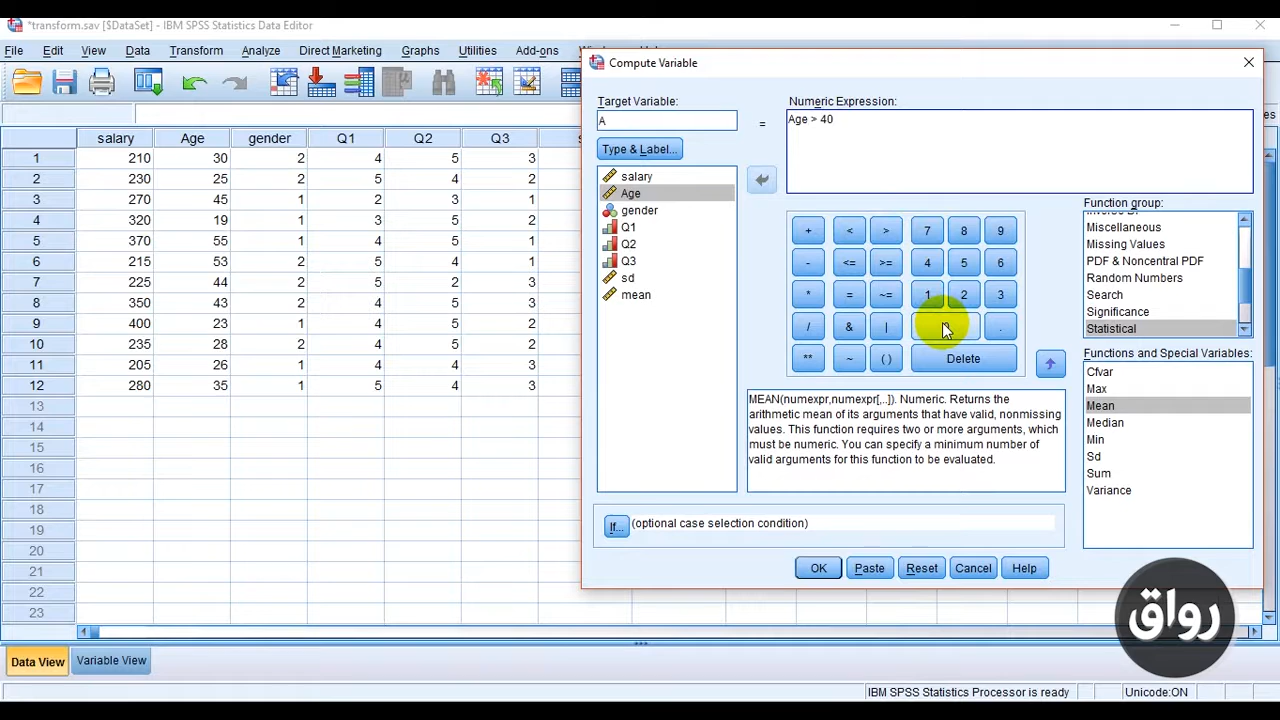 *transform.sav [$DataSet] - IBM SPSS Statistics Data Editor
File Edit View Data Transform Analyze Direct Marketing Graphs Utilities Add-ons
Compute Variable
Target Variable:
A
=
Numeric Expression:
Age > 40
Type & Label...
salary
Age
gender
Q1
Q2
Q3
sd
mean
+ < > 7 8 9
- <= >= 4 5 6
* = ~= 1 2 3
/ & | .
** ~ ( ) Delete
Function group:
Miscellaneous
Missing Values
PDF & Noncentral PDF
Random Numbers
Search
Significance
Statistical
Functions and Special Variables:
Cfvar
Max
Mean
Median
Min
Sd
Sum
Variance
MEAN(numexpr,numexpr[,..]). Numeric. Returns the
arithmetic mean of its arguments that have valid, nonmissing
values. This function requires two or more arguments, which
must be numeric. You can specify a minimum number of
valid arguments for this function to be evaluated.
If... (optional case selection condition)
OK Paste Reset Cancel Help
salary Age gender Q1 Q2 Q3
1 210 30 2 4 5 3
2 230 25 2 5 4 2
3 270 45 1 2 3 1
4 320 19 1 3 5 2
5 370 55 1 4 5 1
6 215 53 2 5 4 1
7 225 44 2 5 2 3
8 350 43 2 4 5 3
9 400 23 1 4 5 2
10 235 28 2 4 4 2
11 205 26 1 4 4 3
12 280 35 1 5 4 3
13
14
15
16
17
18
19
20
21
22
23
Data View Variable View
IBM SPSS Statistics Processor is ready Unicode:ON
رواق